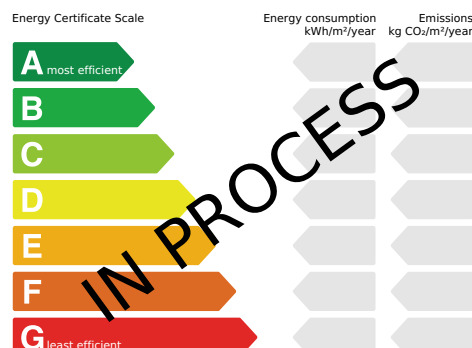 Energy Certificate Scale
Energy consumption
kWh/m²/year
Emissions
kg CO₂/m²/year
A most efficient
B
C
D
E
F
G least efficient
IN PROCESS